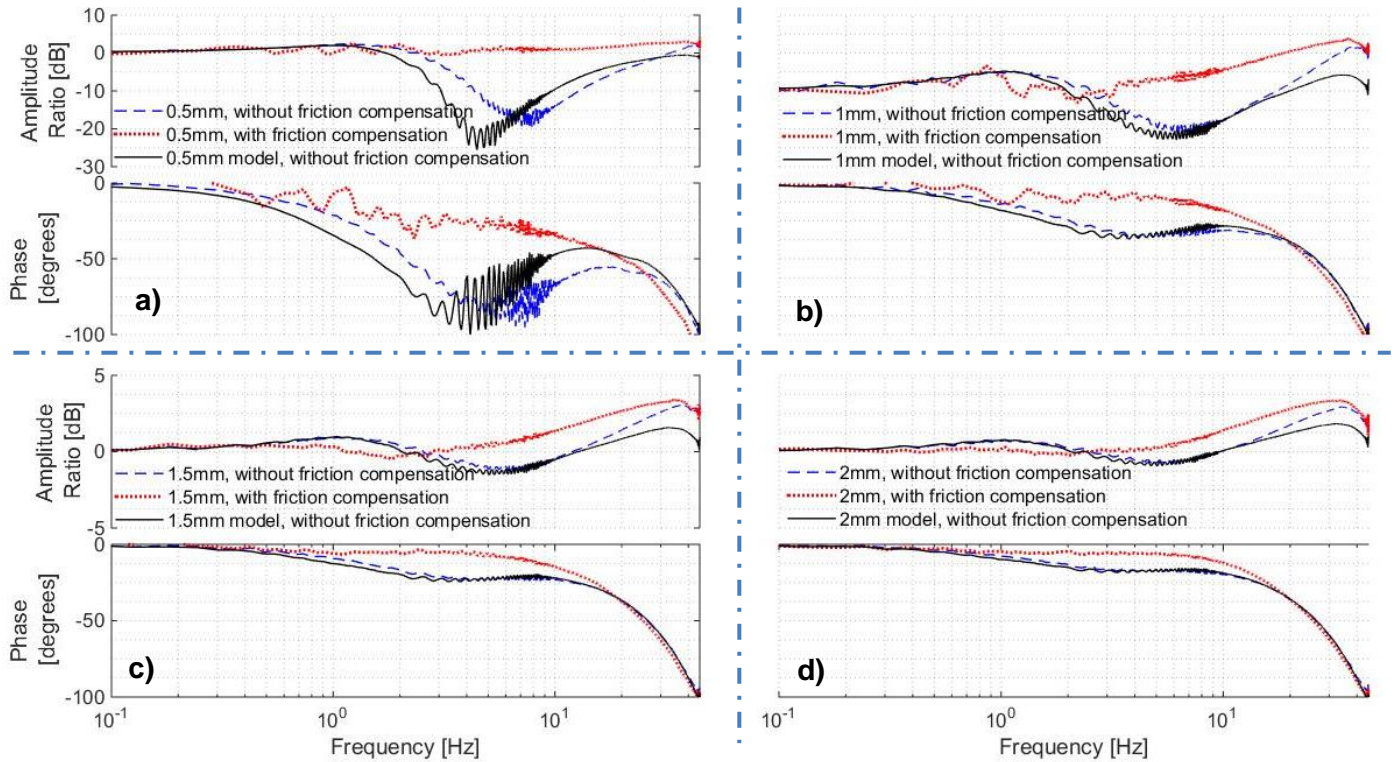 10
0
-10
-20
-30
Amplitude
Ratio [dB]
0.5mm, without friction compensation
0.5mm, with friction compensation
0.5mm model, without friction compensation
0
-50
-100
Phase
[degrees]
a)
1mm, without friction compensation
1mm, with friction compensation
1mm model, without friction compensation
b)
5
0
-5
Amplitude
Ratio [dB]
1.5mm, without friction compensation
1.5mm, with friction compensation
1.5mm model, without friction compensation
0
-50
-100
Phase
[degrees]
c)
10-1 100 101
Frequency [Hz]
2mm, without friction compensation
2mm, with friction compensation
2mm model, without friction compensation
d)
10-1 100 101
Frequency [Hz]